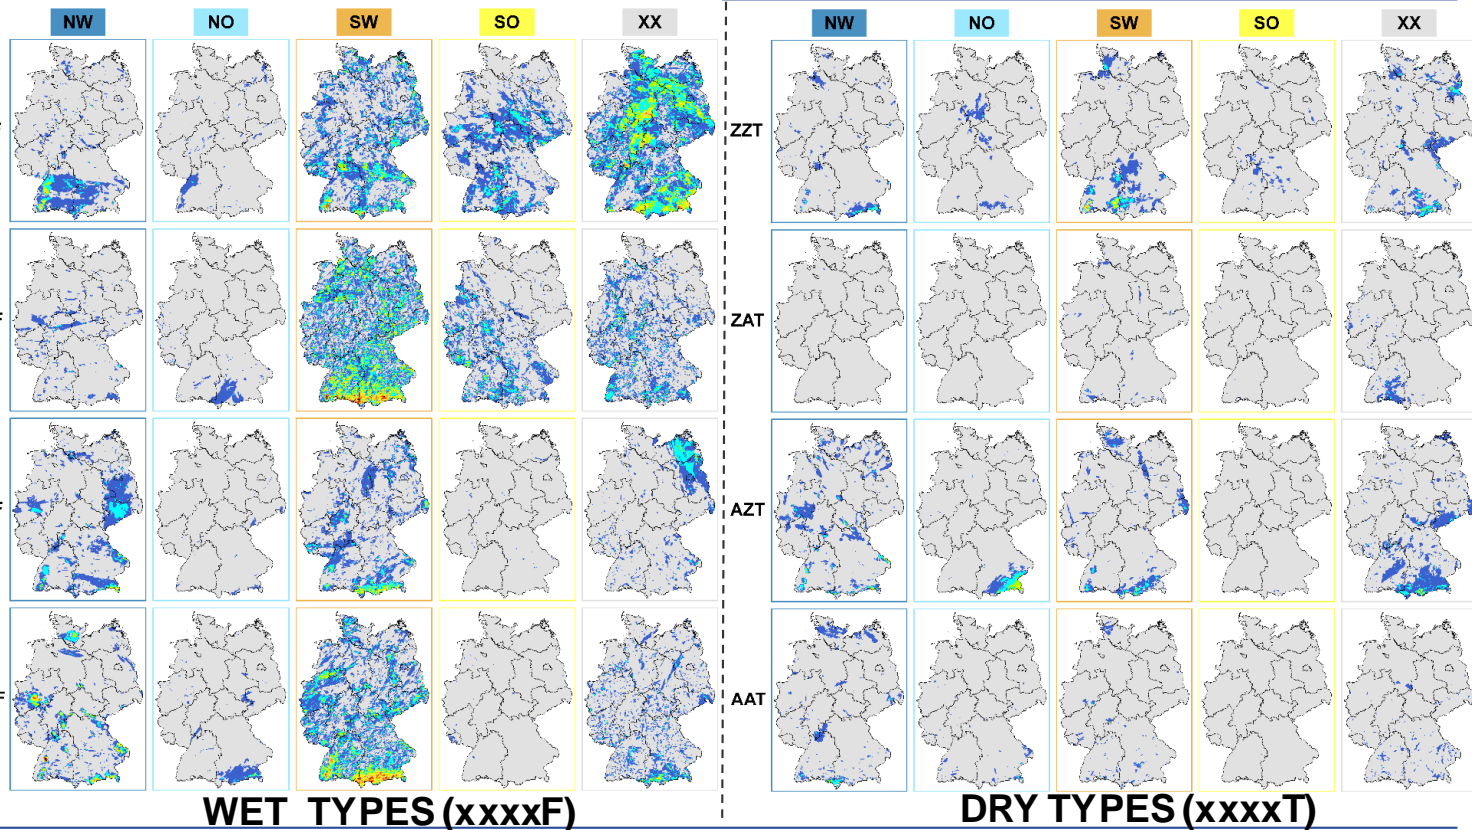 NW NO SW SO XX NW NO SW SO XX
ZZT
ZAT
AZT
AAT
WET TYPES (xxxxF) DRY TYPES (xxxxT)